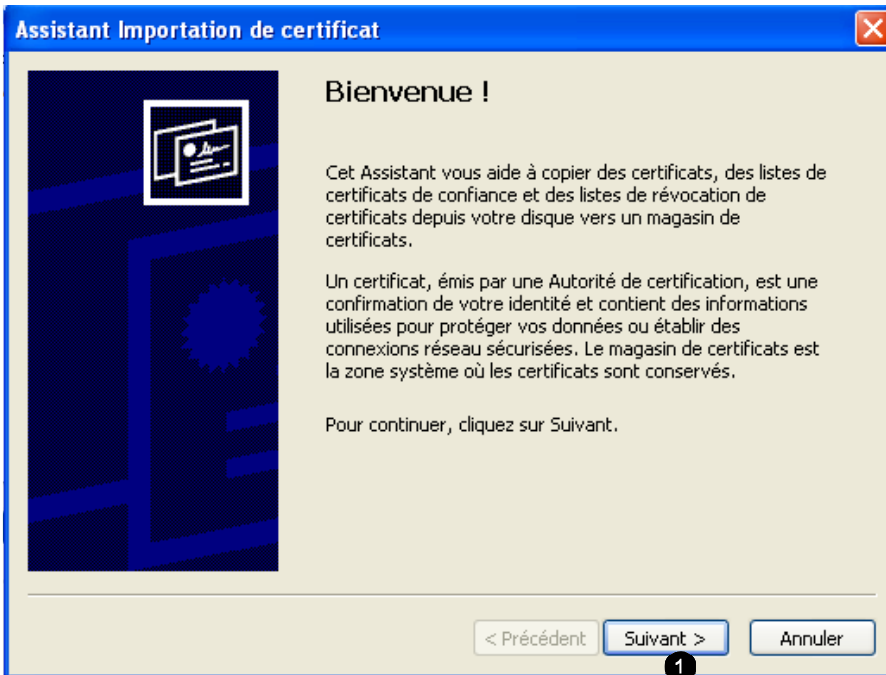 Assistant Importation de certificat
Bienvenue !
Cet Assistant vous aide à copier des certificats, des listes de
certificats de confiance et des listes de révocation de
certificats depuis votre disque vers un magasin de
certificats.
Un certificat, émis par une Autorité de certification, est une
confirmation de votre identité et contient des informations
utilisées pour protéger vos données ou établir des
connexions réseau sécurisées. Le magasin de certificats est
la zone système où les certificats sont conservés.
Pour continuer, cliquez sur Suivant.
< Précédent Suivant > Annuler
1